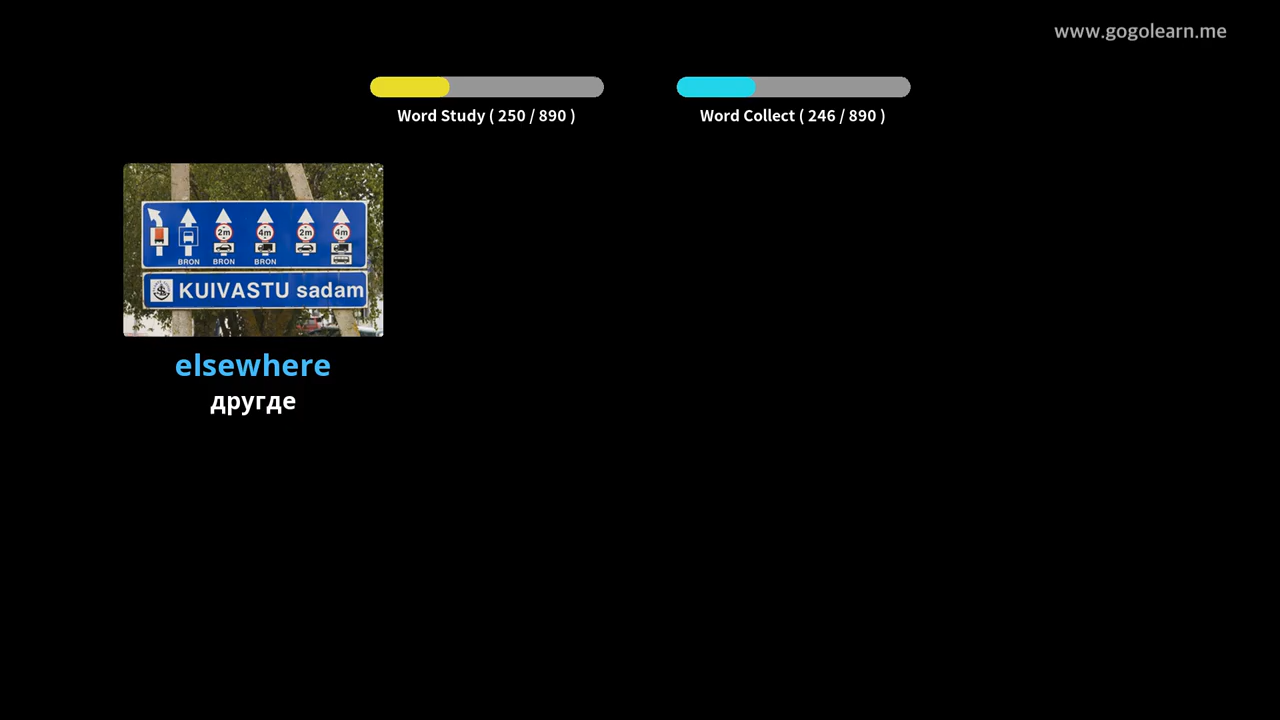 www.gogolearn.me
Word Study ( 250 / 890 )
Word Collect ( 246 / 890 )
2m 4m 2m 4m
BRON BRON BRON
KUIVASTU sadam
elsewhere
другде